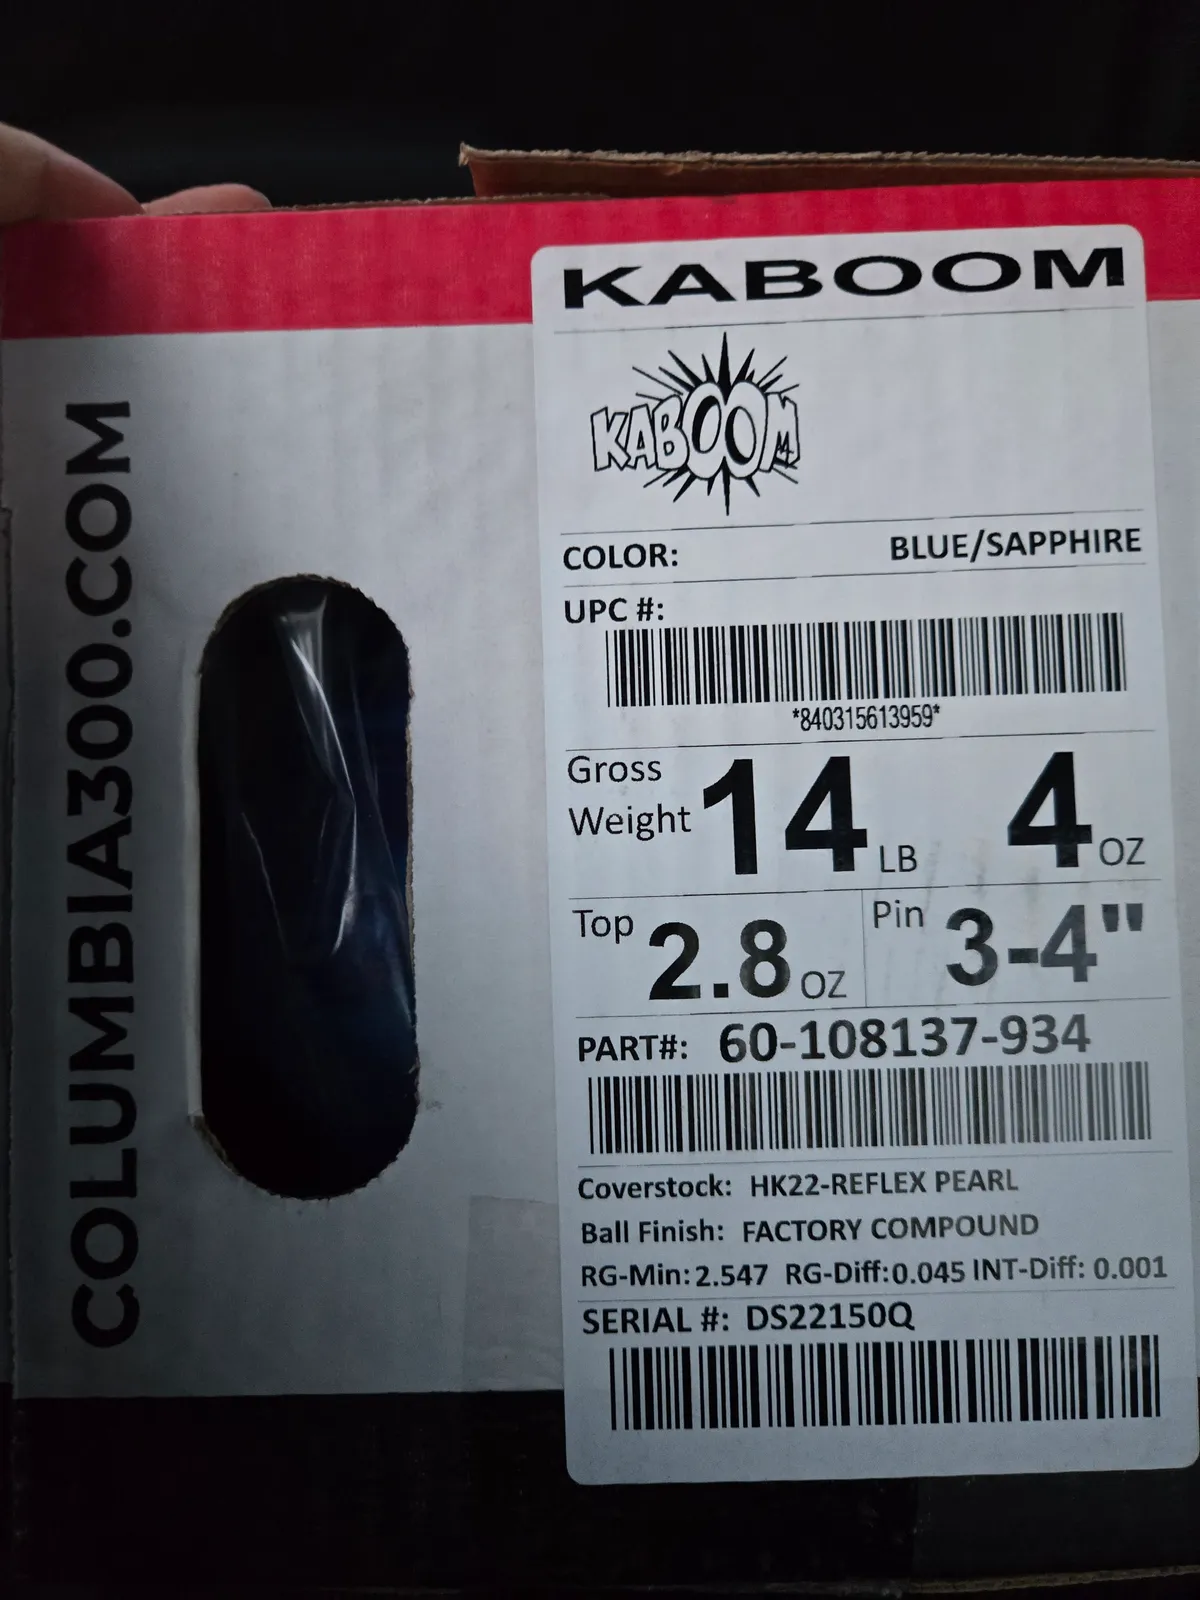 COLUMBIA300.COM
KABOOM
KABOOM
COLOR: BLUE/SAPPHIRE
UPC #:
*840315613959*
Gross Weight 14 LB 4 OZ
Top 2.8 OZ Pin 3-4"
PART#: 60-108137-934
Coverstock: HK22-REFLEX PEARL
Ball Finish: FACTORY COMPOUND
RG-Min: 2.547 RG-Diff: 0.045 INT-Diff: 0.001
SERIAL #: DS22150Q